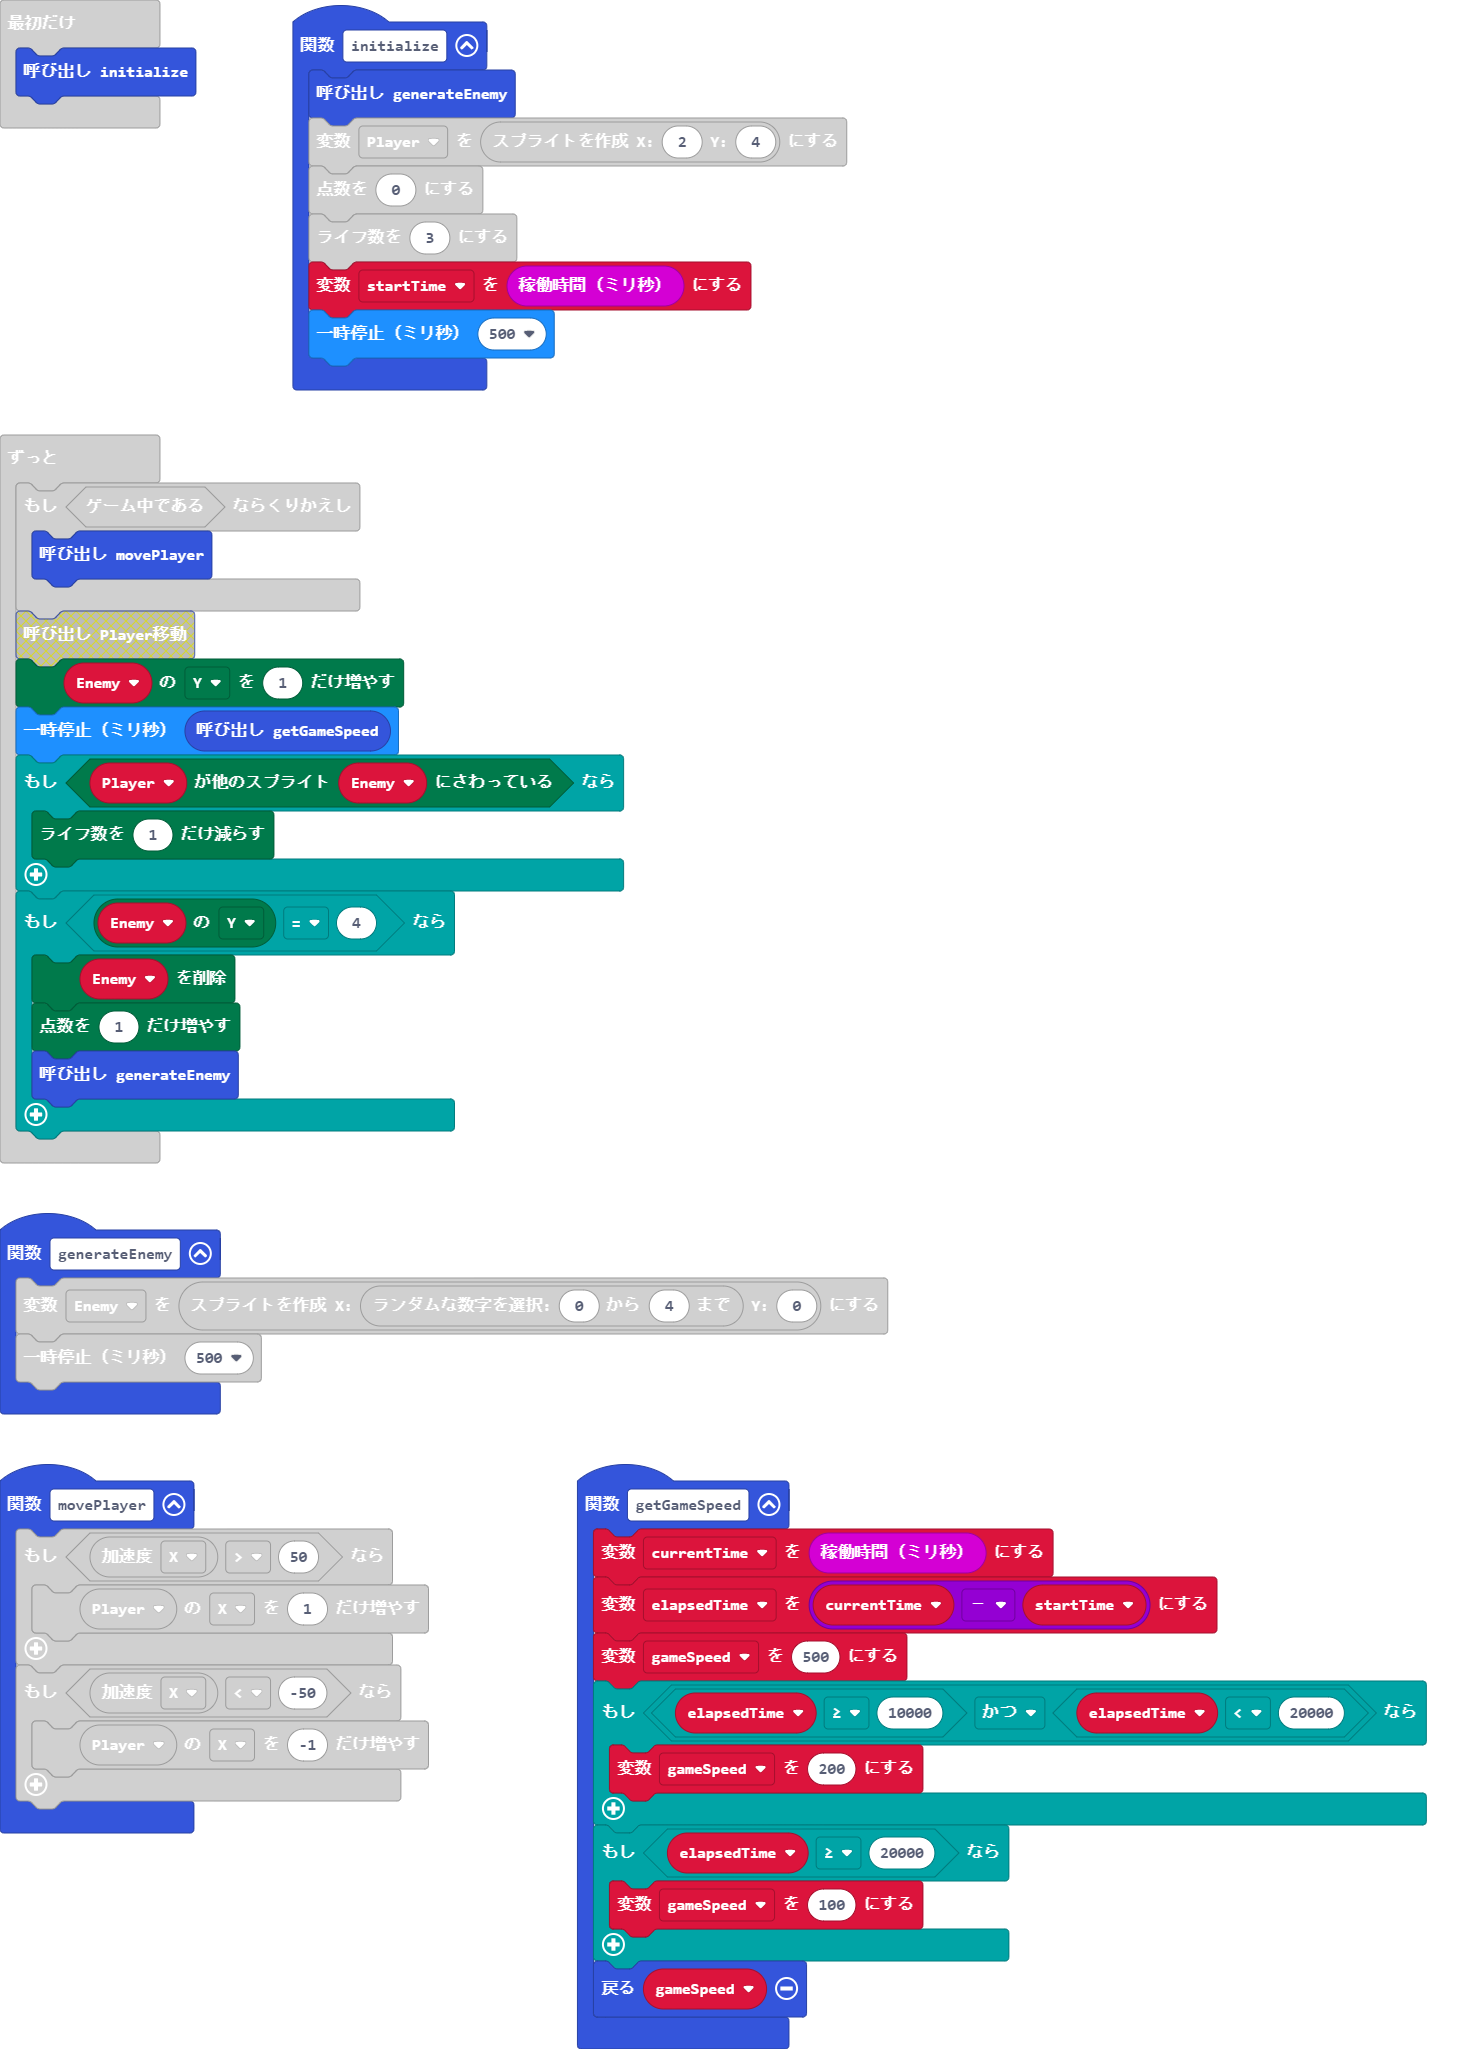 最初だけ
呼び出し initialize
関数 initialize
呼び出し generateEnemy
変数 Player を スプライトを作成 X: 2 Y: 4 にする
点数を 0 にする
ライフ数を 3 にする
変数 startTime を 稼働時間（ミリ秒） にする
一時停止（ミリ秒） 500
ずっと
もし ゲーム中である ならくりかえし
呼び出し movePlayer
呼び出し Player移動
Enemy の Y を 1 だけ増やす
一時停止（ミリ秒） 呼び出し getGameSpeed
もし Player が他のスプライト Enemy にさわっている なら
ライフ数を 1 だけ減らす
もし Enemy の Y = 4 なら
Enemy を削除
点数を 1 だけ増やす
呼び出し generateEnemy
関数 generateEnemy
変数 Enemy を スプライトを作成 X: ランダムな数字を選択: 0 から 4 まで Y: 0 にする
一時停止（ミリ秒） 500
関数 movePlayer
もし 加速度 X > 50 なら
Player の X を 1 だけ増やす
もし 加速度 X < -50 なら
Player の X を -1 だけ増やす
関数 getGameSpeed
変数 currentTime を 稼働時間（ミリ秒） にする
変数 elapsedTime を currentTime － startTime にする
変数 gameSpeed を 500 にする
もし elapsedTime ≥ 10000 かつ elapsedTime < 20000 なら
変数 gameSpeed を 200 にする
もし elapsedTime ≥ 20000 なら
変数 gameSpeed を 100 にする
戻る gameSpeed